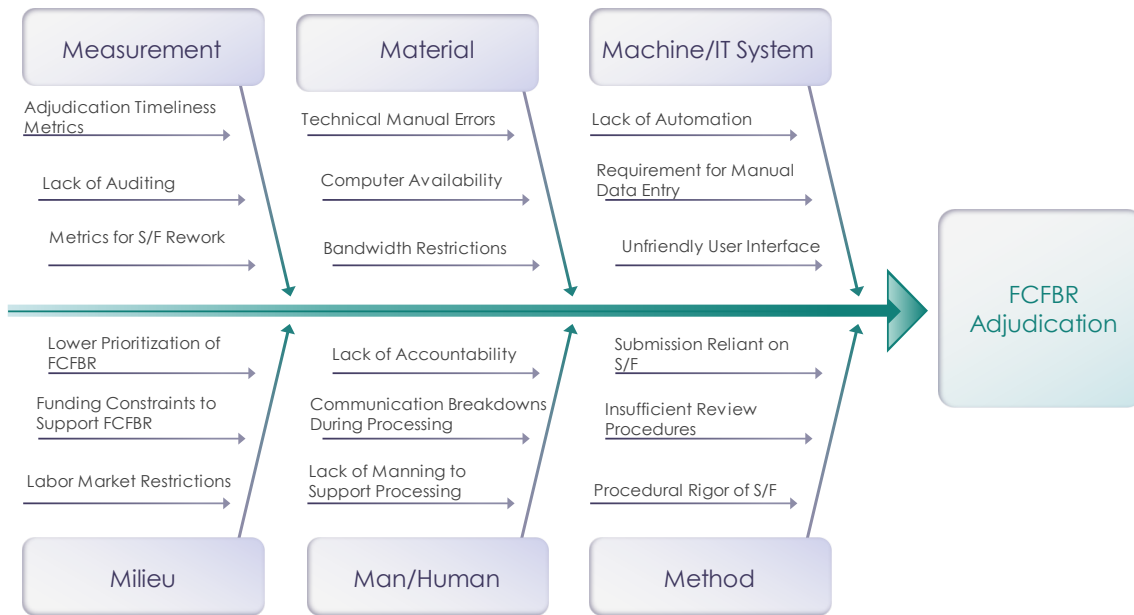 Measurement
Material
Machine/IT System
Adjudication Timeliness
Metrics
Lack of Auditing
Metrics for S/F Rework
Technical Manual Errors
Computer Availability
Bandwidth Restrictions
Lack of Automation
Requirement for Manual
Data Entry
Unfriendly User Interface
FCFBR
Adjudication
Lower Prioritization of
FCFBR
Funding Constraints to
Support FCFBR
Labor Market Restrictions
Lack of Accountability
Communication Breakdowns
During Processing
Lack of Manning to
Support Processing
Submission Reliant on
S/F
Insufficient Review
Procedures
Procedural Rigor of S/F
Milieu
Man/Human
Method